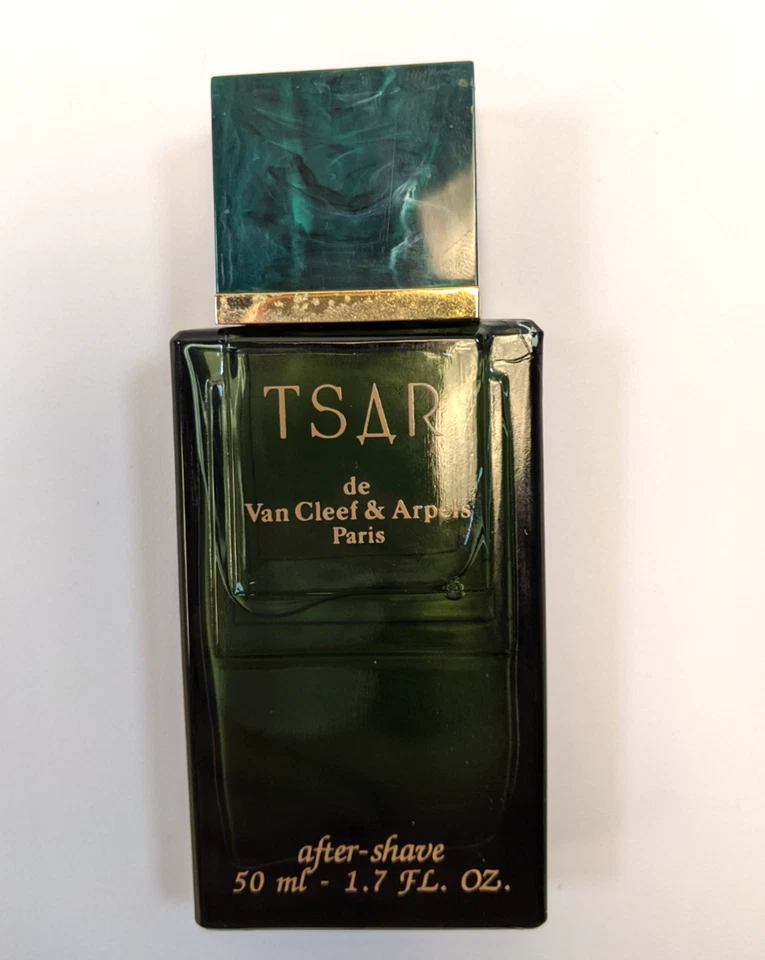 TSAR
de
Van Cleef & Arpels
Paris
after-shave
50 ml - 1.7 FL. OZ.